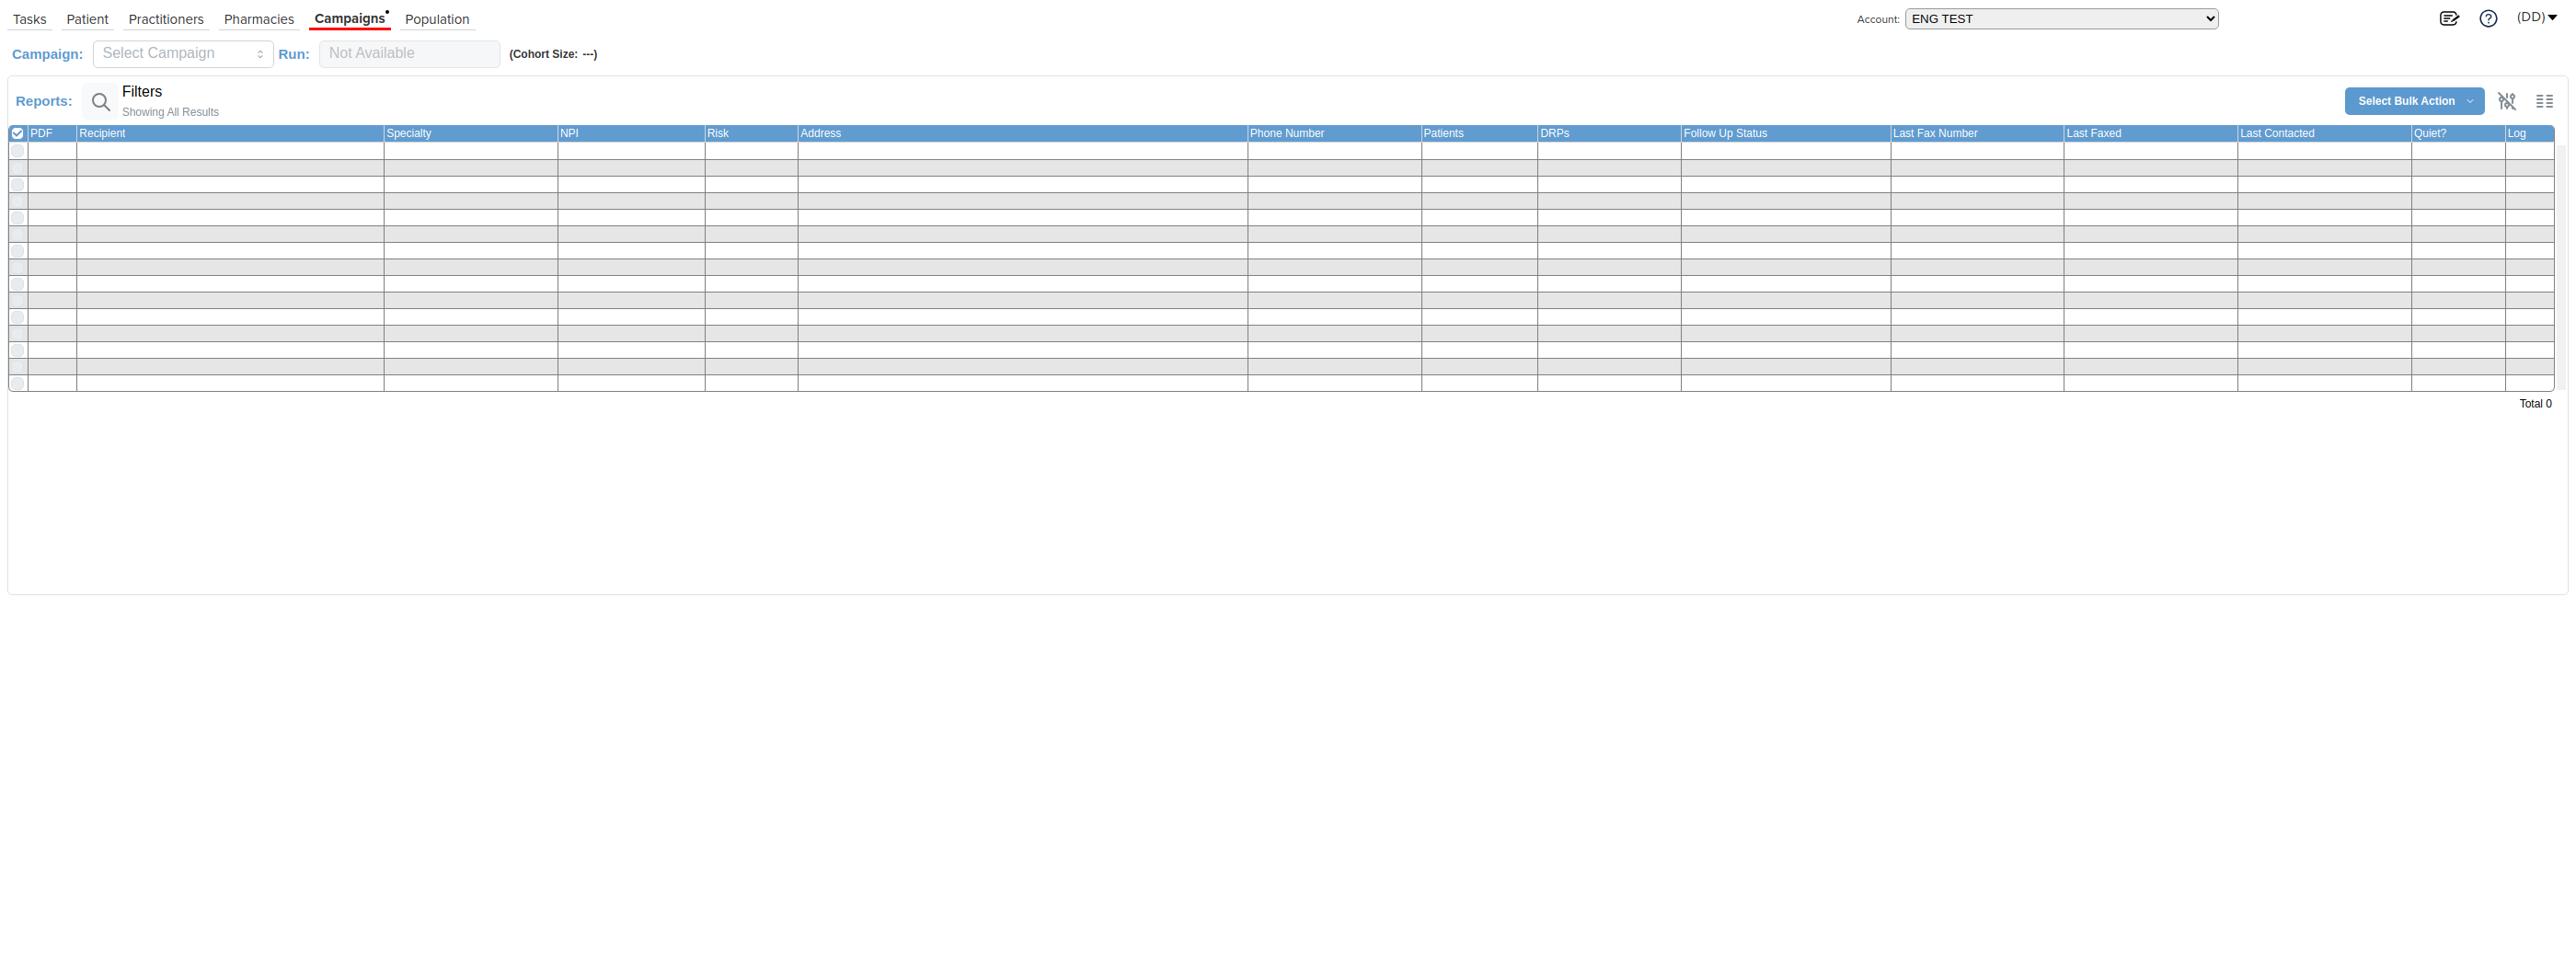 Tasks Patient Practitioners Pharmacies Campaigns Population Account: ENG TEST (DD)
Campaign: Select Campaign Run: Not Available (Cohort Size: ---)
Reports: Filters Select Bulk Action
Showing All Results
PDF Recipient Specialty NPI Risk Address Phone Number Patients DRPs Follow Up Status Last Fax Number Last Faxed Last Contacted Quiet? Log
Total 0